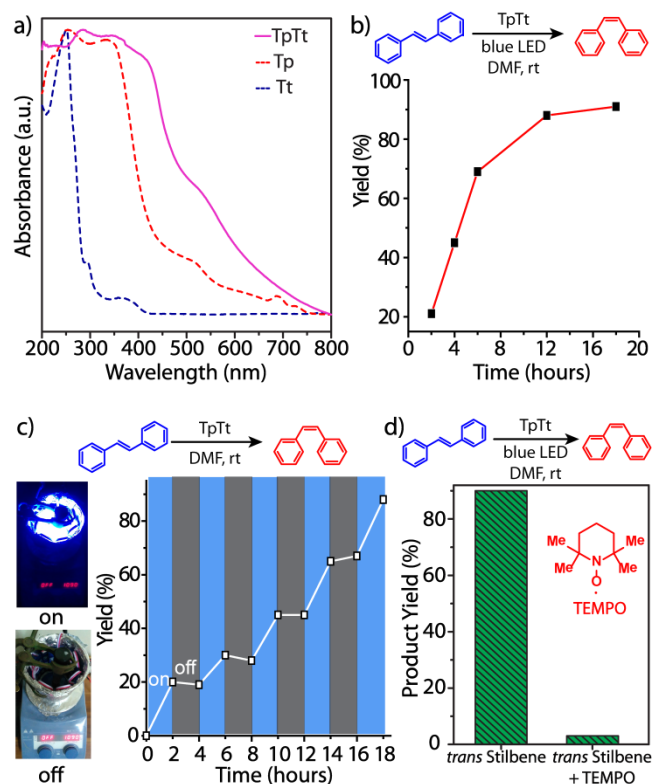 a)
TpTt
Tp
Tt
Absorbance (a.u.)
200 300 400 500 600 700 800
Wavelength (nm)
b)
TpTt
blue LED
DMF, rt
Yield (%)
100
80
60
40
20
0 4 8 12 16 20
Time (hours)
c)
TpTt
DMF, rt
on
off
Yield (%)
80
60
40
20
0
on
off
0 2 4 6 8 10 12 14 16 18
Time (hours)
d)
TpTt
blue LED
DMF, rt
Product Yield (%)
80
60
40
20
0
Me
Me
N
Me
Me
O
TEMPO
trans Stilbene
trans Stilbene
+ TEMPO